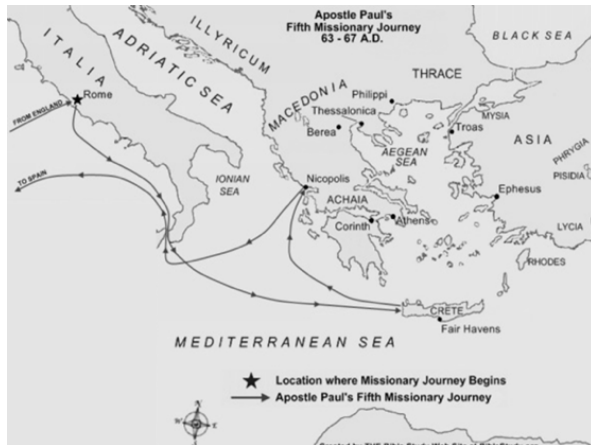 Apostle Paul's
Fifth Missionary Journey
63 - 67 A.D.
BLACK SEA
ILLYRICUM
ITALIA
ADRIATIC SEA
THRACE
MACEDONIA
Philippi
Thessalonica
Rome
FROM ENGLAND
MYSIA
Troas
Berea
ASIA
AEGEAN
SEA
PHRYGIA
PISIDIA
TO SPAIN
IONIAN
SEA
Nicopolis
ACHAIA
Ephesus
Corinth
Athens
LYCIA
RHODES
CRETE
Fair Havens
MEDITERRANEAN SEA
Location where Missionary Journey Begins
Apostle Paul's Fifth Missionary Journey
N
W
E
S